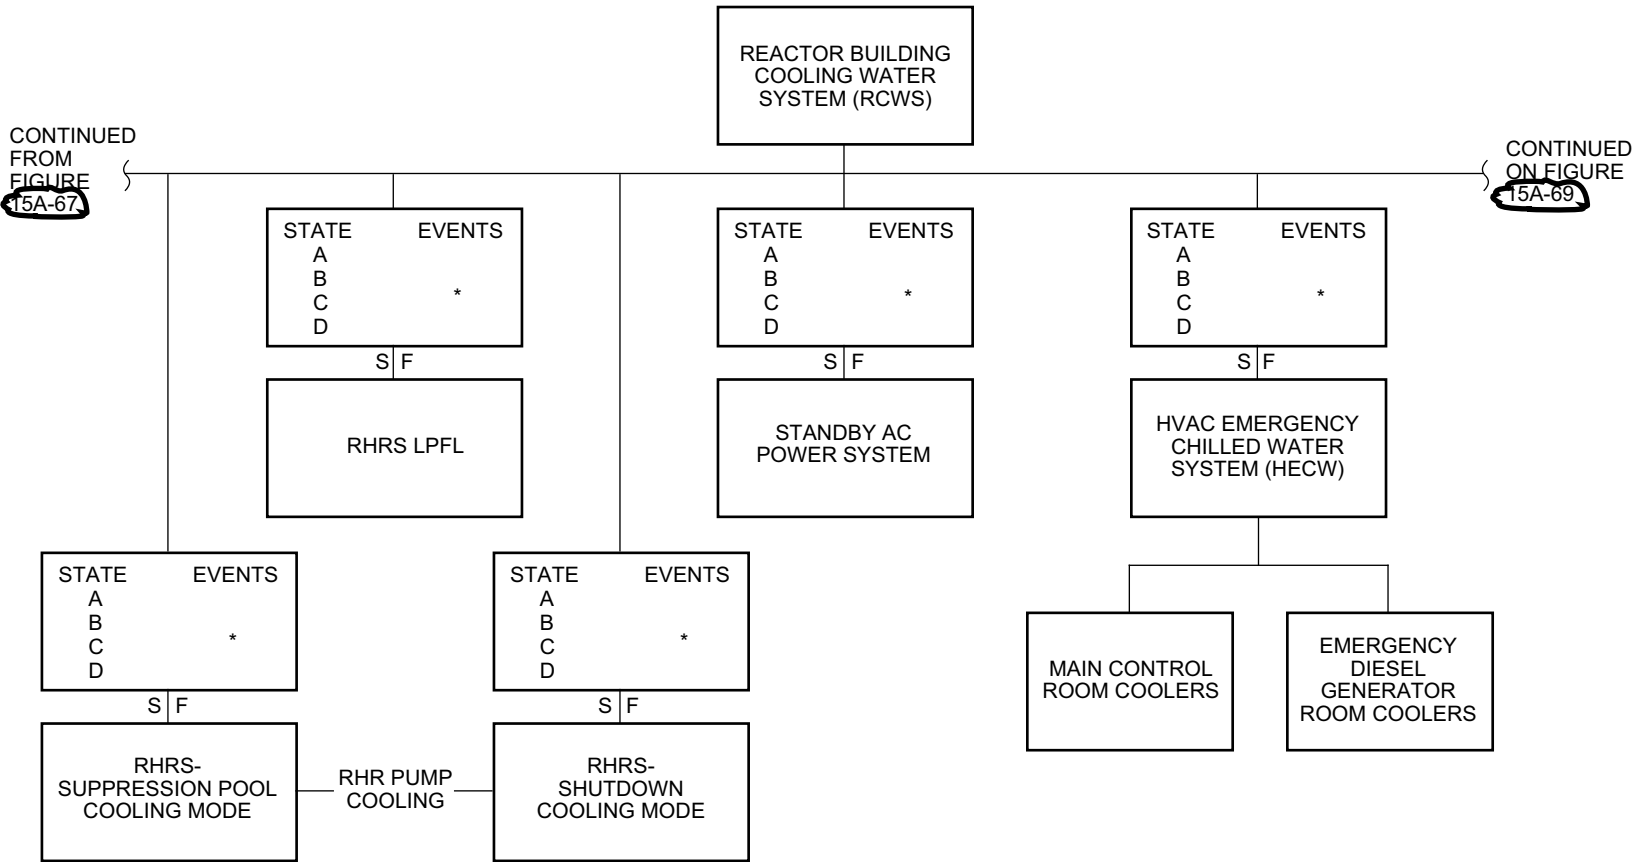 REACTOR BUILDING
COOLING WATER
SYSTEM (RCWS)
CONTINUED
FROM
FIGURE
15A-67
CONTINUED
ON FIGURE
15A-69
STATE EVENTS
A
B
C *
D
S F
RHRS LPFL
STATE EVENTS
A
B
C *
D
S F
STANDBY AC
POWER SYSTEM
STATE EVENTS
A
B
C *
D
S F
HVAC EMERGENCY
CHILLED WATER
SYSTEM (HECW)
STATE EVENTS
A
B
C *
D
S F
RHRS-
SUPPRESSION POOL
COOLING MODE
RHR PUMP
COOLING
STATE EVENTS
A
B
C *
D
S F
RHRS-
SHUTDOWN
COOLING MODE
MAIN CONTROL
ROOM COOLERS
EMERGENCY
DIESEL
GENERATOR
ROOM COOLERS